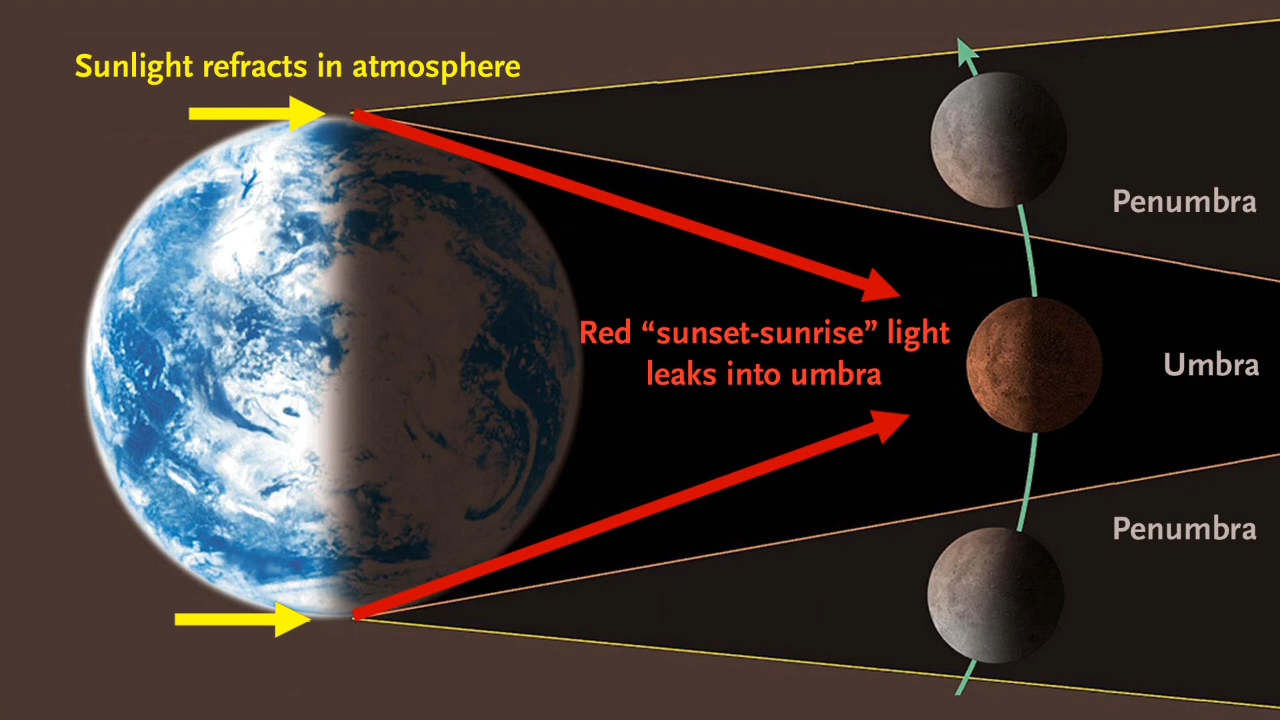 Sunlight refracts in atmosphere
Penumbra
Red “sunset-sunrise” light
leaks into umbra
Umbra
Penumbra